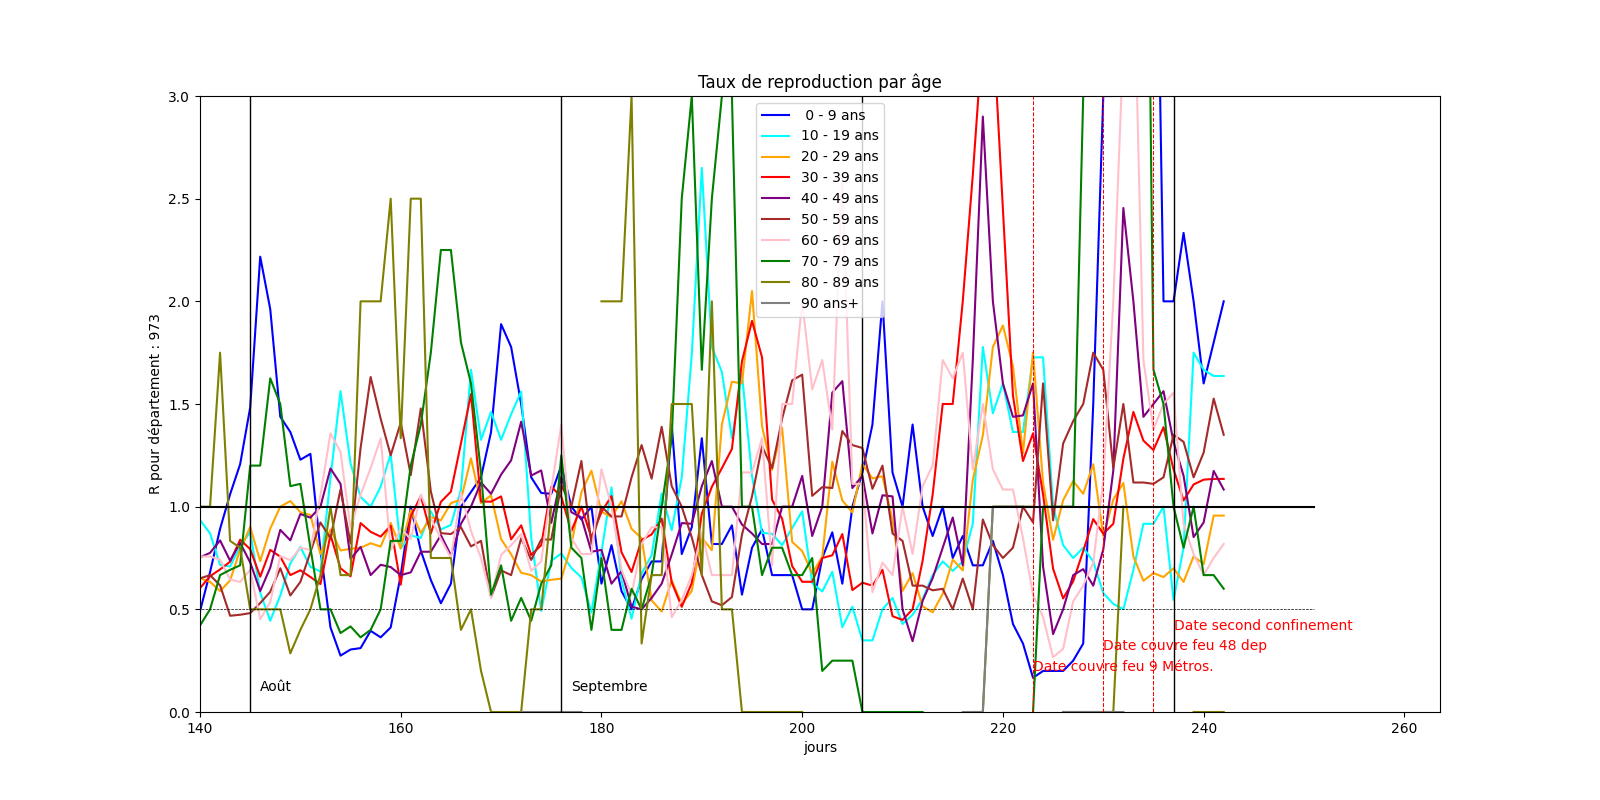 Taux de reproduction par âge
R pour département : 973
3.0
2.5
2.0
1.5
1.0
0.5
0.0
0 - 9 ans
10 - 19 ans
20 - 29 ans
30 - 39 ans
40 - 49 ans
50 - 59 ans
60 - 69 ans
70 - 79 ans
80 - 89 ans
90 ans+
Date second confinement
Date couvre feu 48 dep
Date couvre feu 9 Métros.
Août
Septembre
140
160
180
200
220
240
260
jours